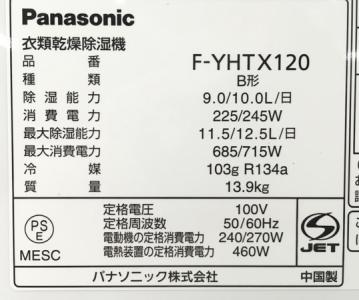 Panasonic
衣類乾燥除湿機
品番 F-YHTX120
種類 B形
除湿能力 9.0/10.0L/日
消費電力 225/245W
最大除湿能力 11.5/12.5L/日
最大消費電力 685/715W
冷媒 103g R134a
質量 13.9kg
定格電圧 100V
定格周波数 50/60Hz
電動機の定格消費電力 240/270W
電熱装置の定格消費電力 460W
PS
E
MESC
S
JET
パナソニック株式会社 中国製